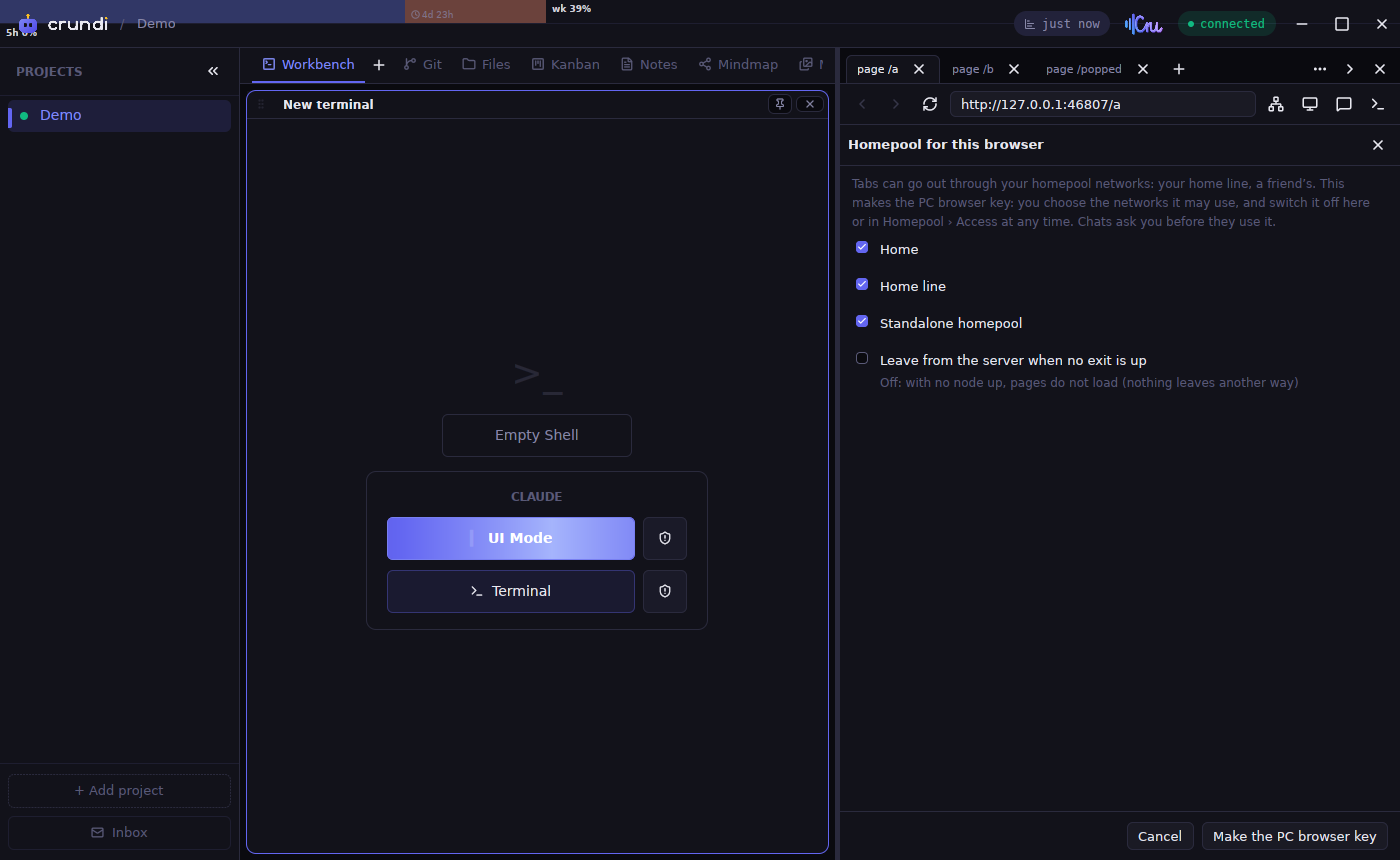 4d 23h
wk 39%
5h 0%
crundi / Demo
just now
Cru
connected
PROJECTS
Demo
+ Add project
Inbox
Workbench
Git
Files
Kanban
Notes
Mindmap
New terminal
>_
Empty Shell
CLAUDE
UI Mode
Terminal
page /a
page /b
page /popped
http://127.0.0.1:46807/a
Homepool for this browser
Tabs can go out through your homepool networks: your home line, a friend’s. This
makes the PC browser key: you choose the networks it may use, and switch it off here
or in Homepool › Access at any time. Chats ask you before they use it.
Home
Home line
Standalone homepool
Leave from the server when no exit is up
Off: with no node up, pages do not load (nothing leaves another way)
Cancel
Make the PC browser key